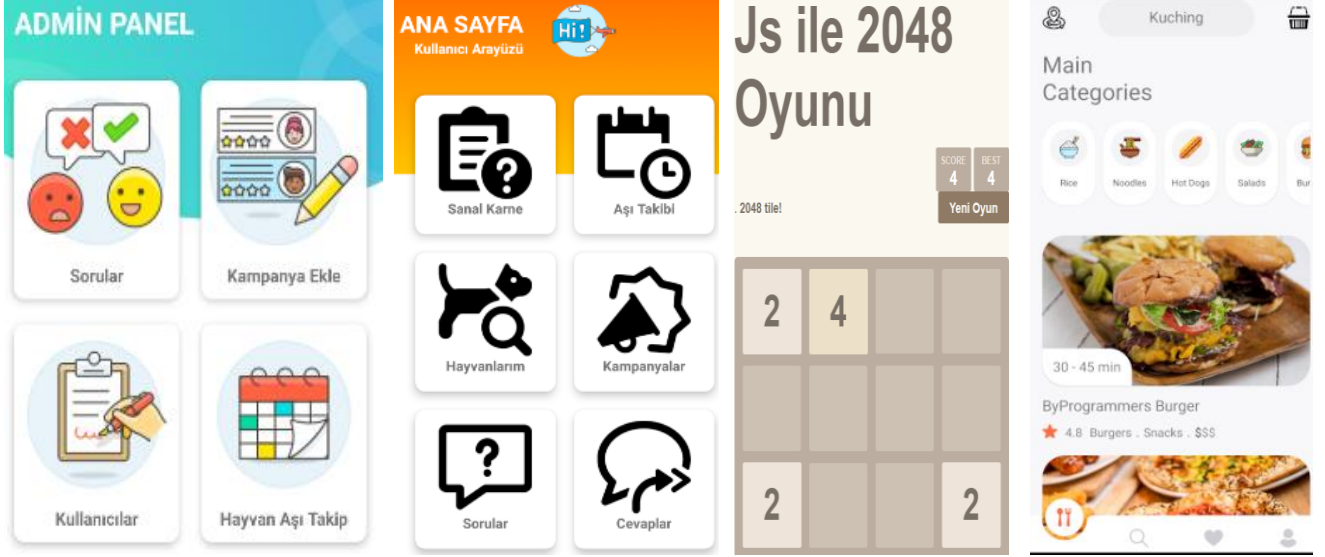 ADMİN PANEL
Sorular
Kampanya Ekle
Kullanıcılar
Hayvan Aşı Takip
ANA SAYFA
Kullanıcı Arayüzü
Hi!
Sanal Karne
Aşı Takibi
Hayvanlarım
Kampanyalar
Sorular
Cevaplar
Js ile 2048
Oyunu
SCORE BEST
4 4
. 2048 tile!
Yeni Oyun
2 4
2 2
Kuching
Main
Categories
Rice Noodles Hot Dogs Salads Bur
30 - 45 min
ByProgrammers Burger
4.8 Burgers . Snacks . $$$